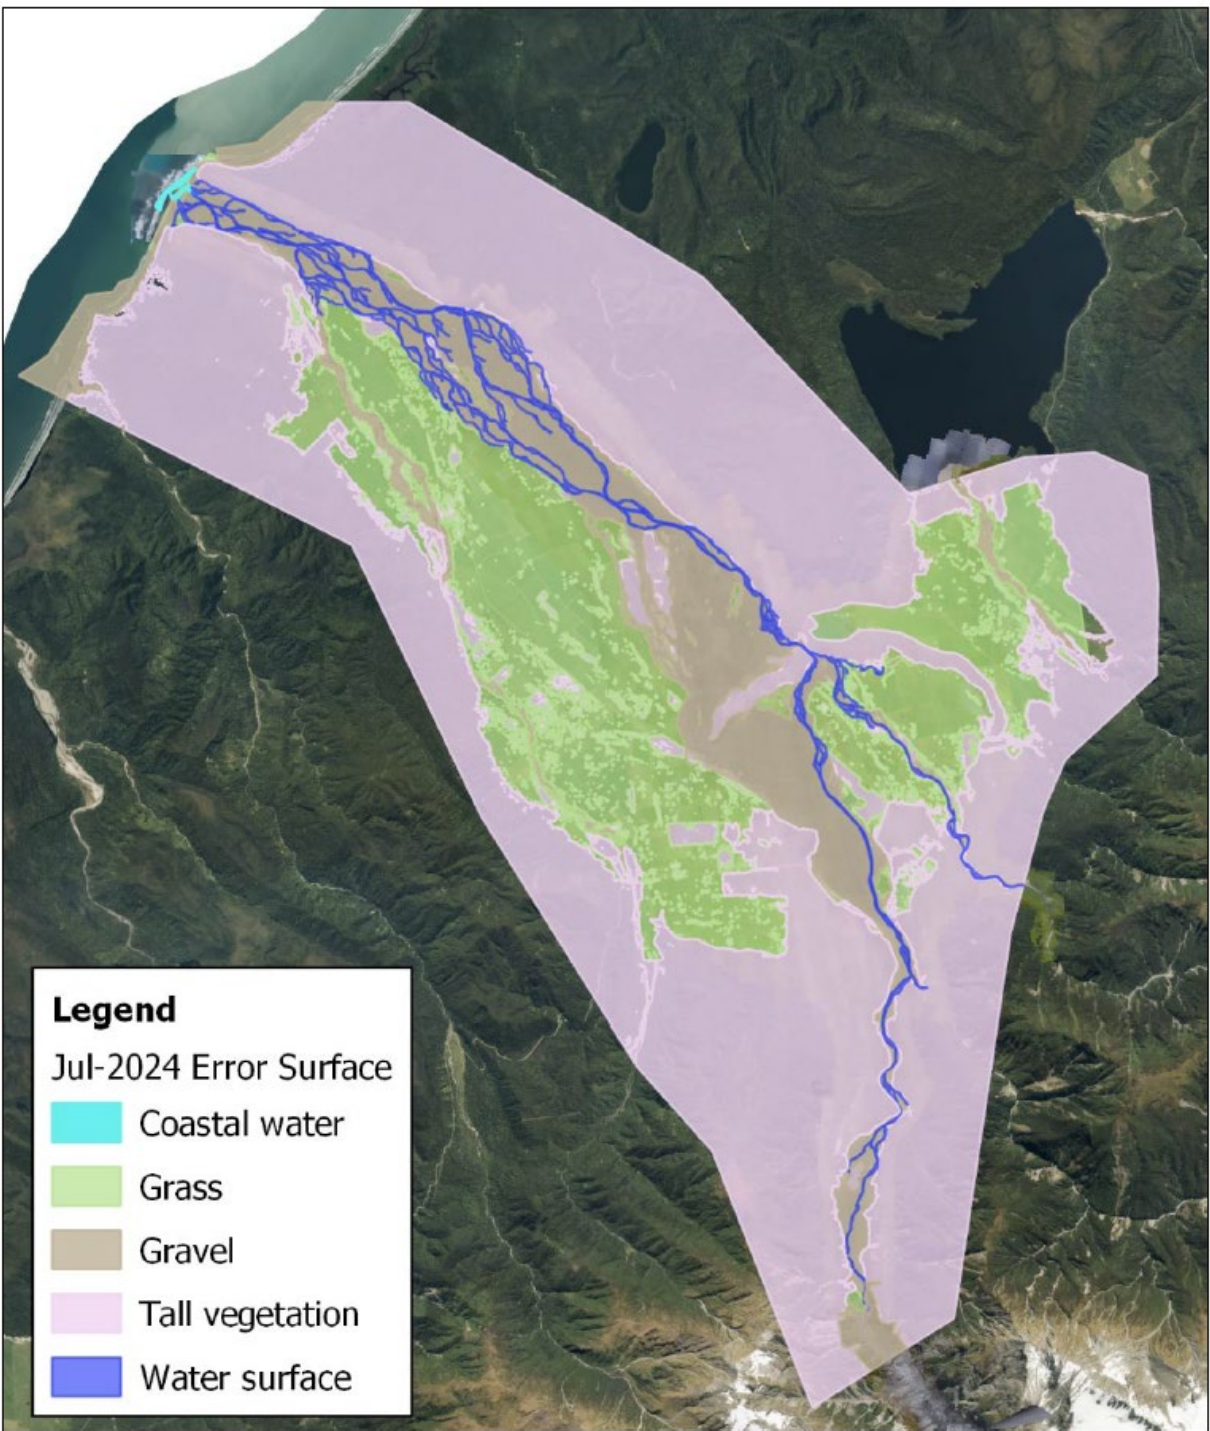 Legend
Jul-2024 Error Surface
Coastal water
Grass
Gravel
Tall vegetation
Water surface